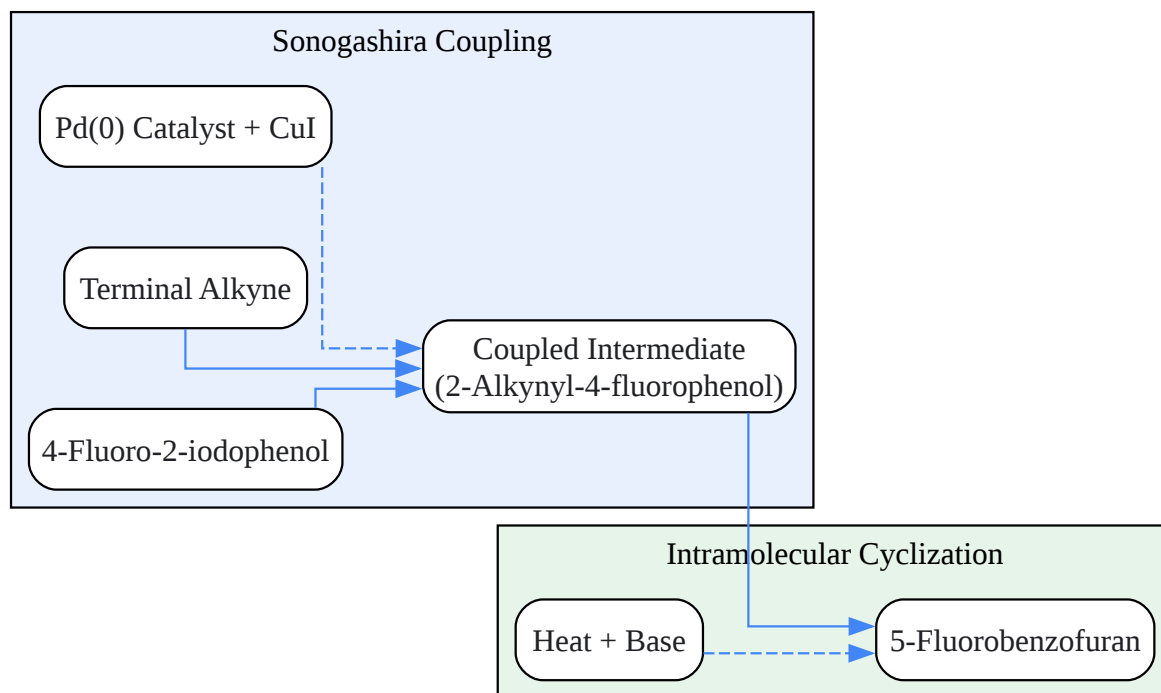 Sonogashira Coupling
Pd(0) Catalyst + CuI
Terminal Alkyne
Coupled Intermediate
(2-Alkynyl-4-fluorophenol)
4-Fluoro-2-iodophenol
Intramolecular Cyclization
Heat + Base
5-Fluorobenzofuran